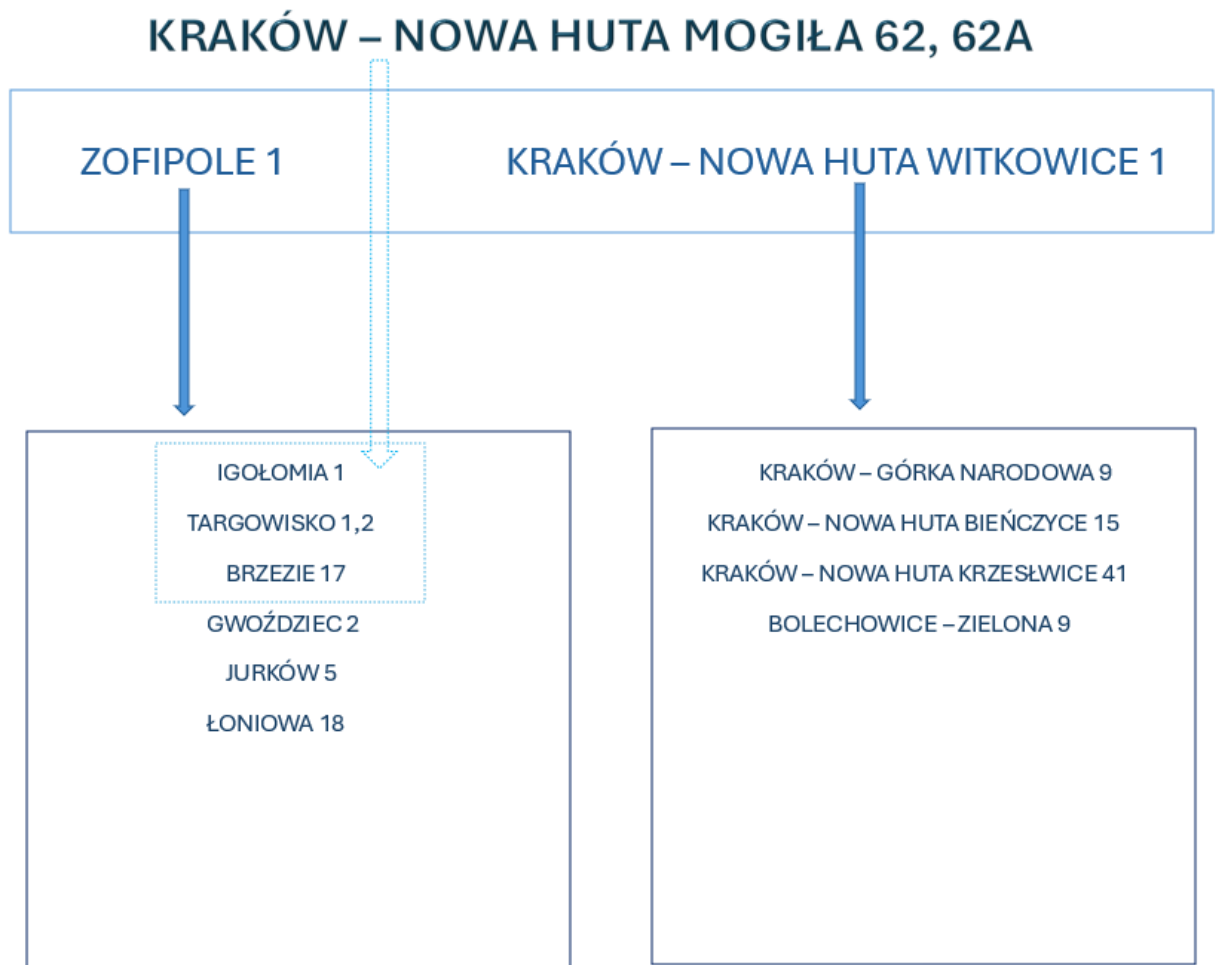 KRAKÓW – NOWA HUTA MOGIŁA 62, 62A
ZOFIPOLE 1
KRAKÓW – NOWA HUTA WITKOWICE 1
IGOŁOMIA 1
TARGOWISKO 1,2
BRZEZIE 17
GWOŹDZIEC 2
JURKÓW 5
ŁONIOWA 18
KRAKÓW – GÓRKA NARODOWA 9
KRAKÓW – NOWA HUTA BIEŃCZYCE 15
KRAKÓW – NOWA HUTA KRZESŁWICE 41
BOLECHOWICE – ZIELONA 9